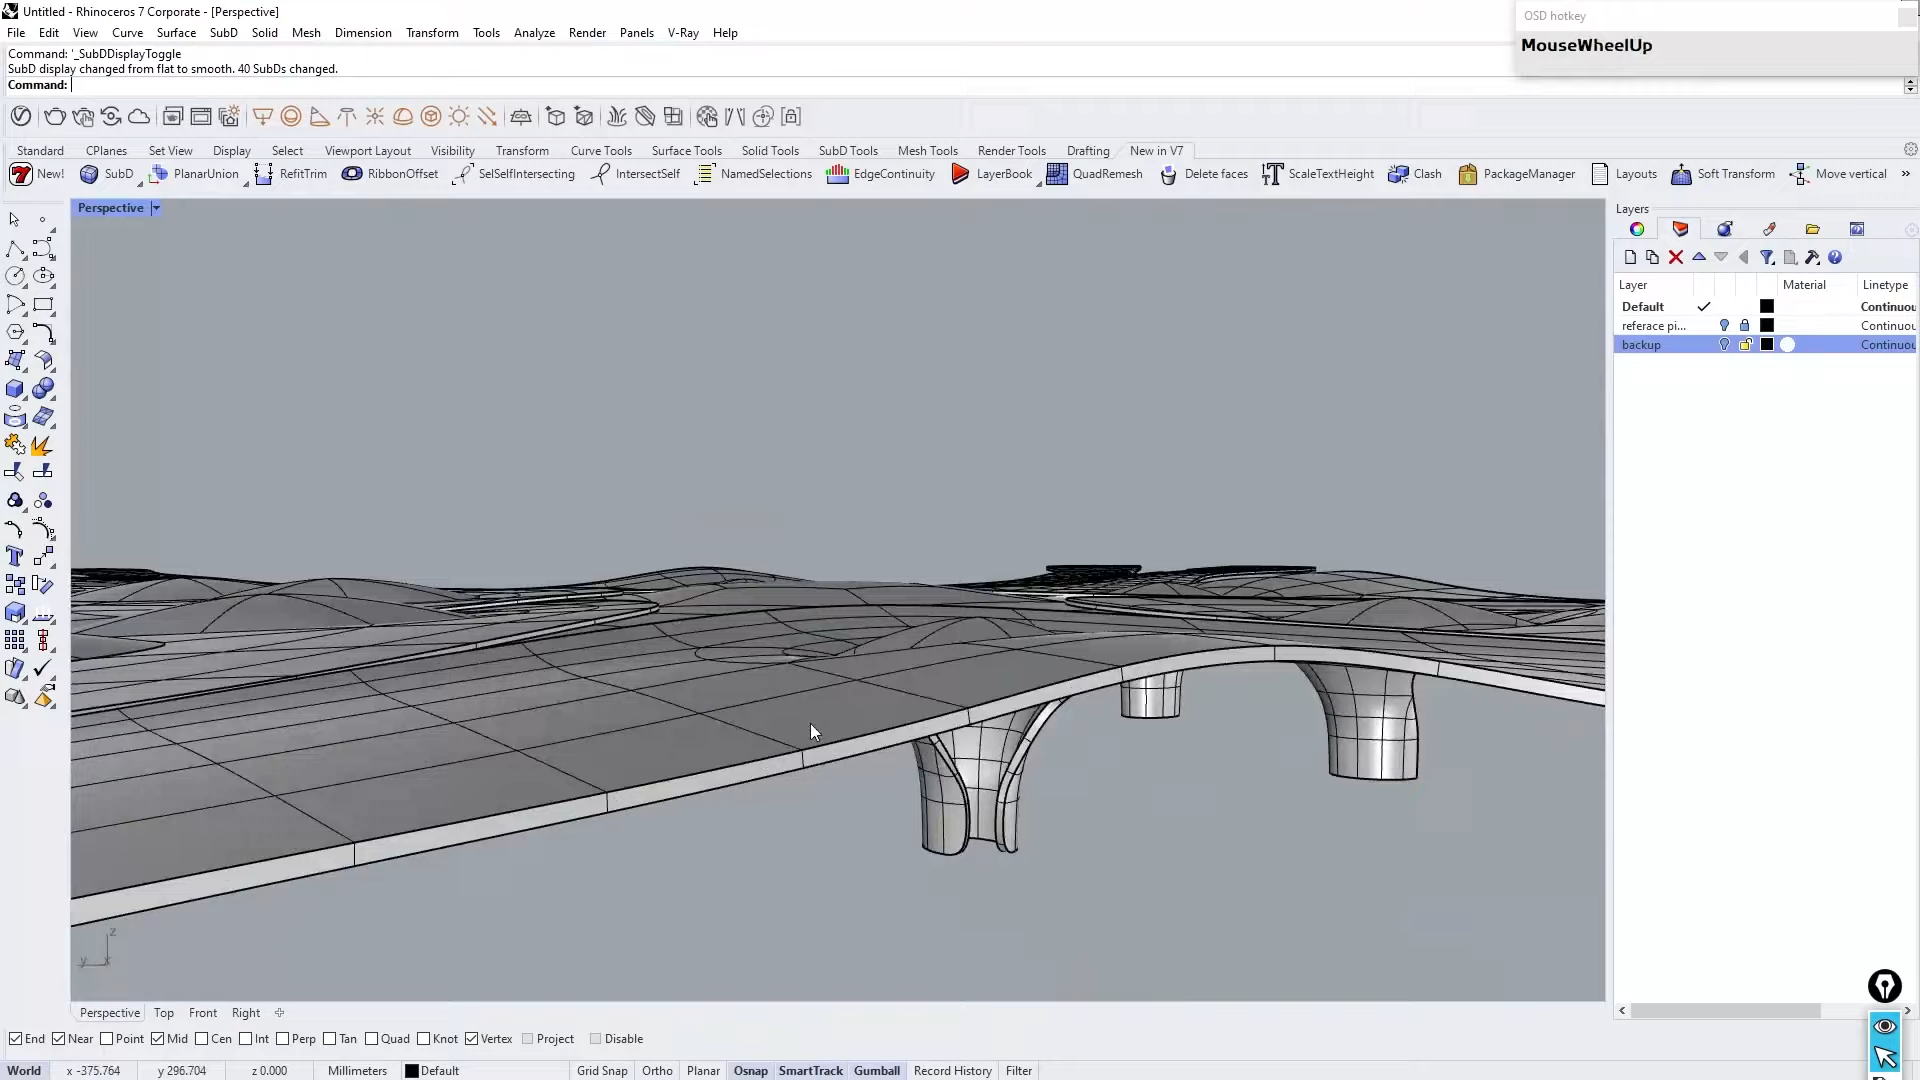 Untitled - Rhinoceros 7 Corporate - [Perspective]
OSD hotkey
MouseWheelUp
File Edit View Curve Surface SubD Solid Mesh Dimension Transform Tools Analyze Render Panels V-Ray Help
Command: '_SubDDisplayToggle
SubD display changed from flat to smooth. 40 SubDs changed.
Command:
Standard CPlanes Set View Display Select Viewport Layout Visibility Transform Curve Tools Surface Tools Solid Tools SubD Tools Mesh Tools Render Tools Drafting New in V7
New! SubD PlanarUnion RefitTrim RibbonOffset SelSelfIntersecting IntersectSelf NamedSelections EdgeContinuity LayerBook QuadRemesh Delete faces ScaleTextHeight Clash PackageManager Layouts Soft Transform Move vertical »
Perspective
Layers
Layer Material Linetype
Default Continuou
referace pi... Continuou
backup Continuou
z
y x
Perspective Top Front Right
End Near Point Mid Cen Int Perp Tan Quad Knot Vertex Project Disable
World x -375.764 y 296.704 z 0.000 Millimeters Default Grid Snap Ortho Planar Osnap SmartTrack Gumball Record History Filter